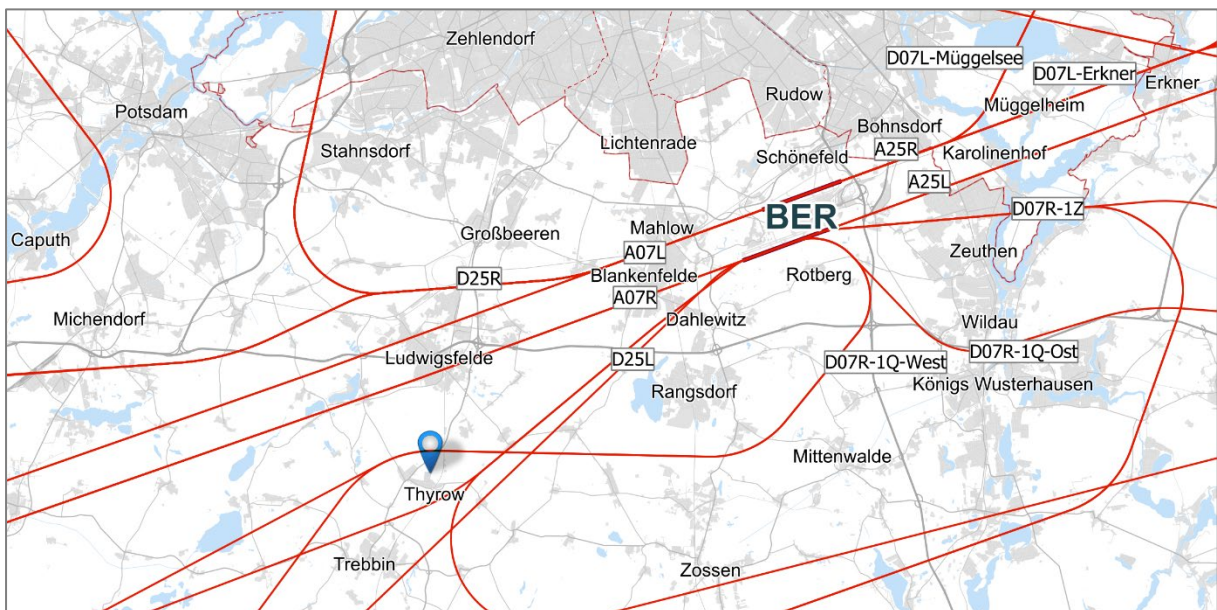 Zehlendorf
D07L-Müggelsee
D07L-Erkner
Erkner
Potsdam
Rudow
Müggelheim
Stahnsdorf
Lichtenrade
Bohnsdorf
A25R
Karolinenhof
Schönefeld
A25L
Caputh
Großbeeren
Mahlow
BER
D07R-1Z
Zeuthen
A07L
D25R
Blankenfelde
Rotberg
A07R
Michendorf
Dahlewitz
Wildau
Ludwigsfelde
D25L
D07R-1Q-West
D07R-1Q-Ost
Rangsdorf
Königs Wusterhausen
Mittenwalde
Thyrow
Trebbin
Zossen